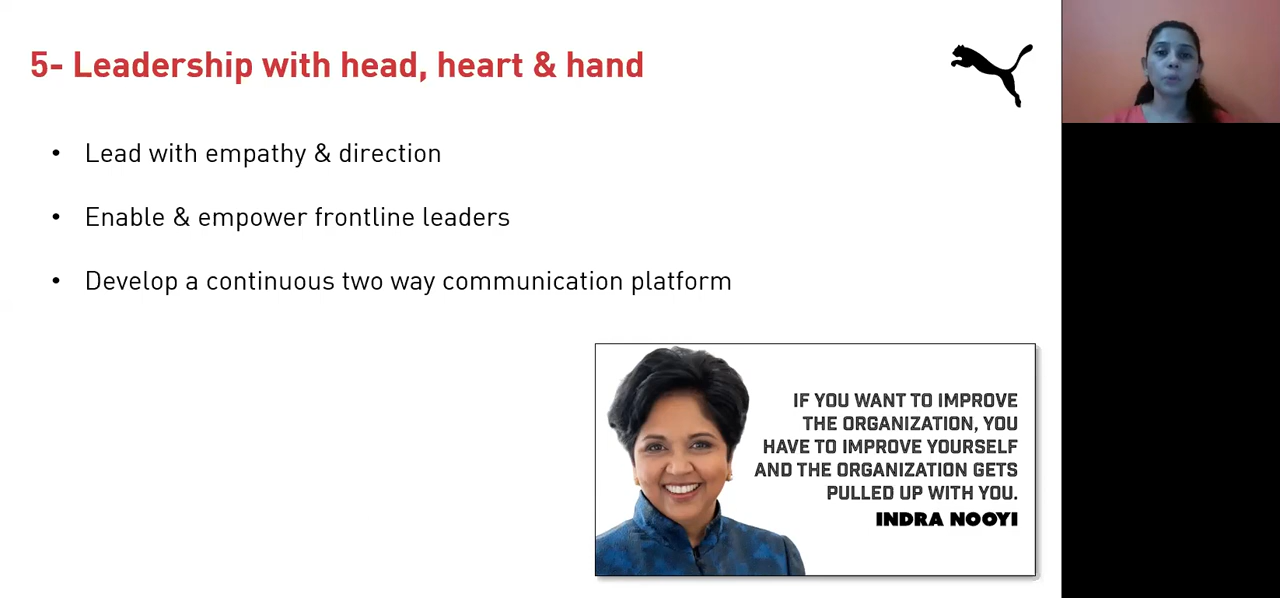 5- Leadership with head, heart & hand
• Lead with empathy & direction
• Enable & empower frontline leaders
• Develop a continuous two way communication platform
IF YOU WANT TO IMPROVE
THE ORGANIZATION, YOU
HAVE TO IMPROVE YOURSELF
AND THE ORGANIZATION GETS
PULLED UP WITH YOU.
INDRA NOOYI